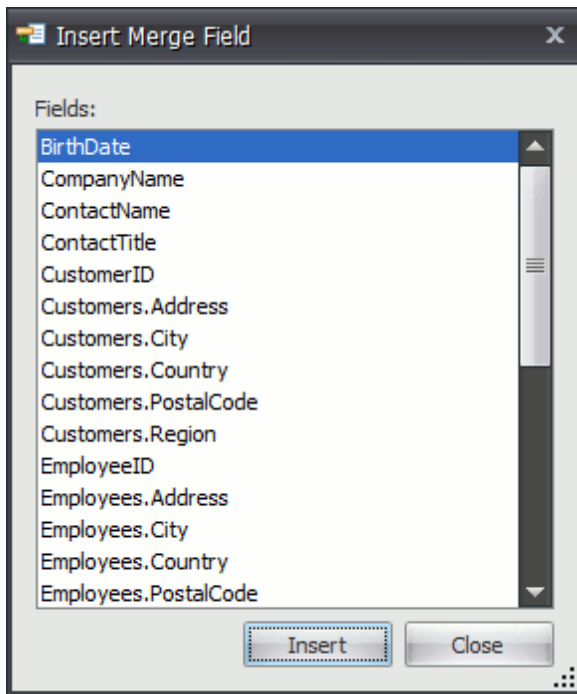 Insert Merge Field
Fields:
BirthDate
CompanyName
ContactName
ContactTitle
CustomerID
Customers.Address
Customers.City
Customers.Country
Customers.PostalCode
Customers.Region
EmployeeID
Employees.Address
Employees.City
Employees.Country
Employees.PostalCode
Insert Close